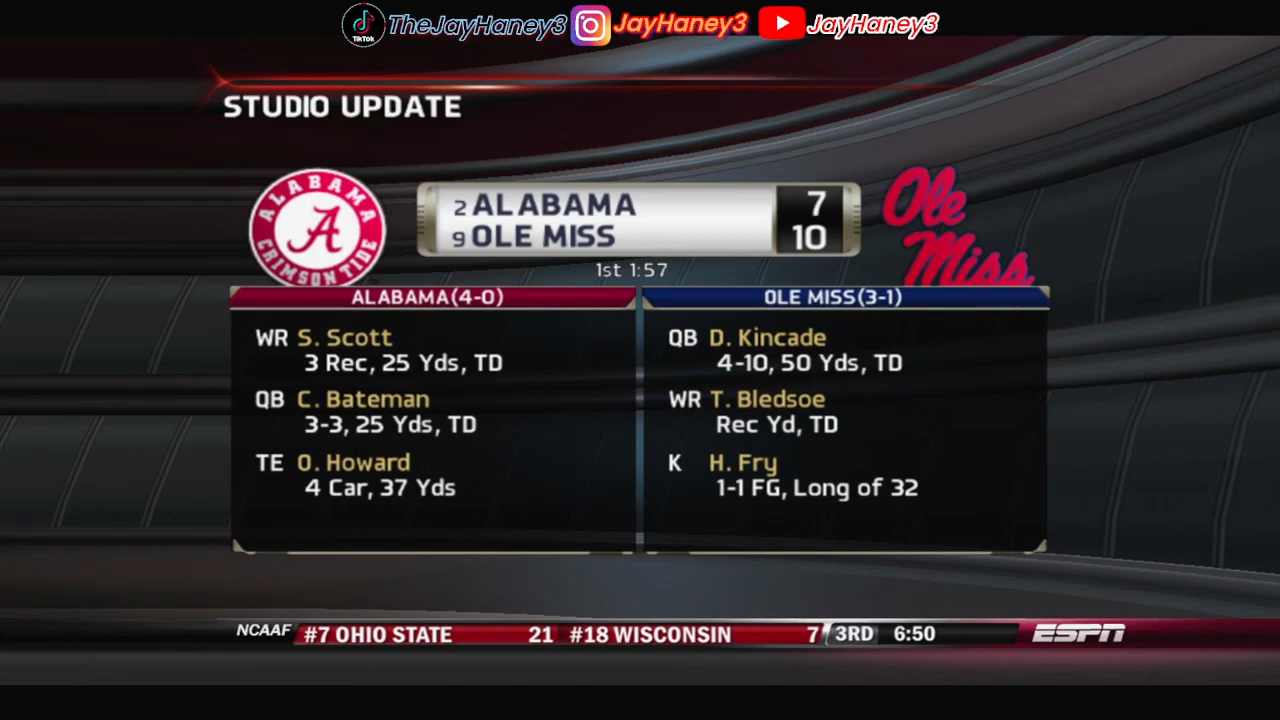 TikTok TheJayHaney3 JayHaney3 JayHaney3
STUDIO UPDATE
ALABAMA A CRIMSON TIDE
2 ALABAMA 7
9 OLE MISS 10
Ole Miss
1st 1:57
ALABAMA(4-0) OLE MISS(3-1)
WR S. Scott
3 Rec, 25 Yds, TD
QB C. Bateman
3-3, 25 Yds, TD
TE O. Howard
4 Car, 37 Yds
QB D. Kincade
4-10, 50 Yds, TD
WR T. Bledsoe
Rec Yd, TD
K H. Fry
1-1 FG, Long of 32
NCAAF #7 OHIO STATE 21 #18 WISCONSIN 7 3RD 6:50 ESPN